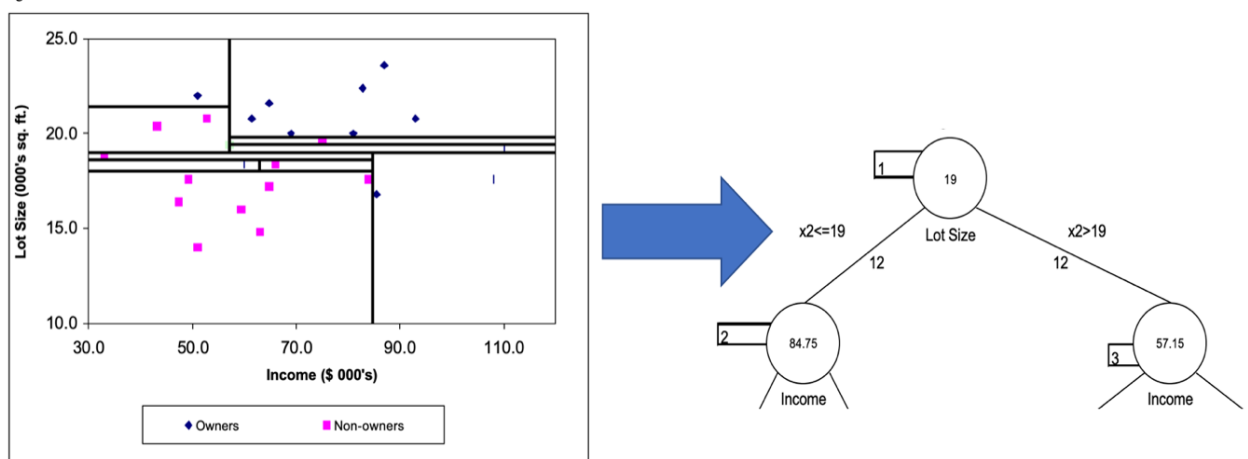 25.0
20.0
15.0
10.0
Lot Size (000's sq. ft.)
30.0 50.0 70.0 90.0 110.0
Income ($ 000's)
Owners Non-owners
1
19
x2<=19
Lot Size
x2>19
12
12
2
84.75
Income
3
57.15
Income